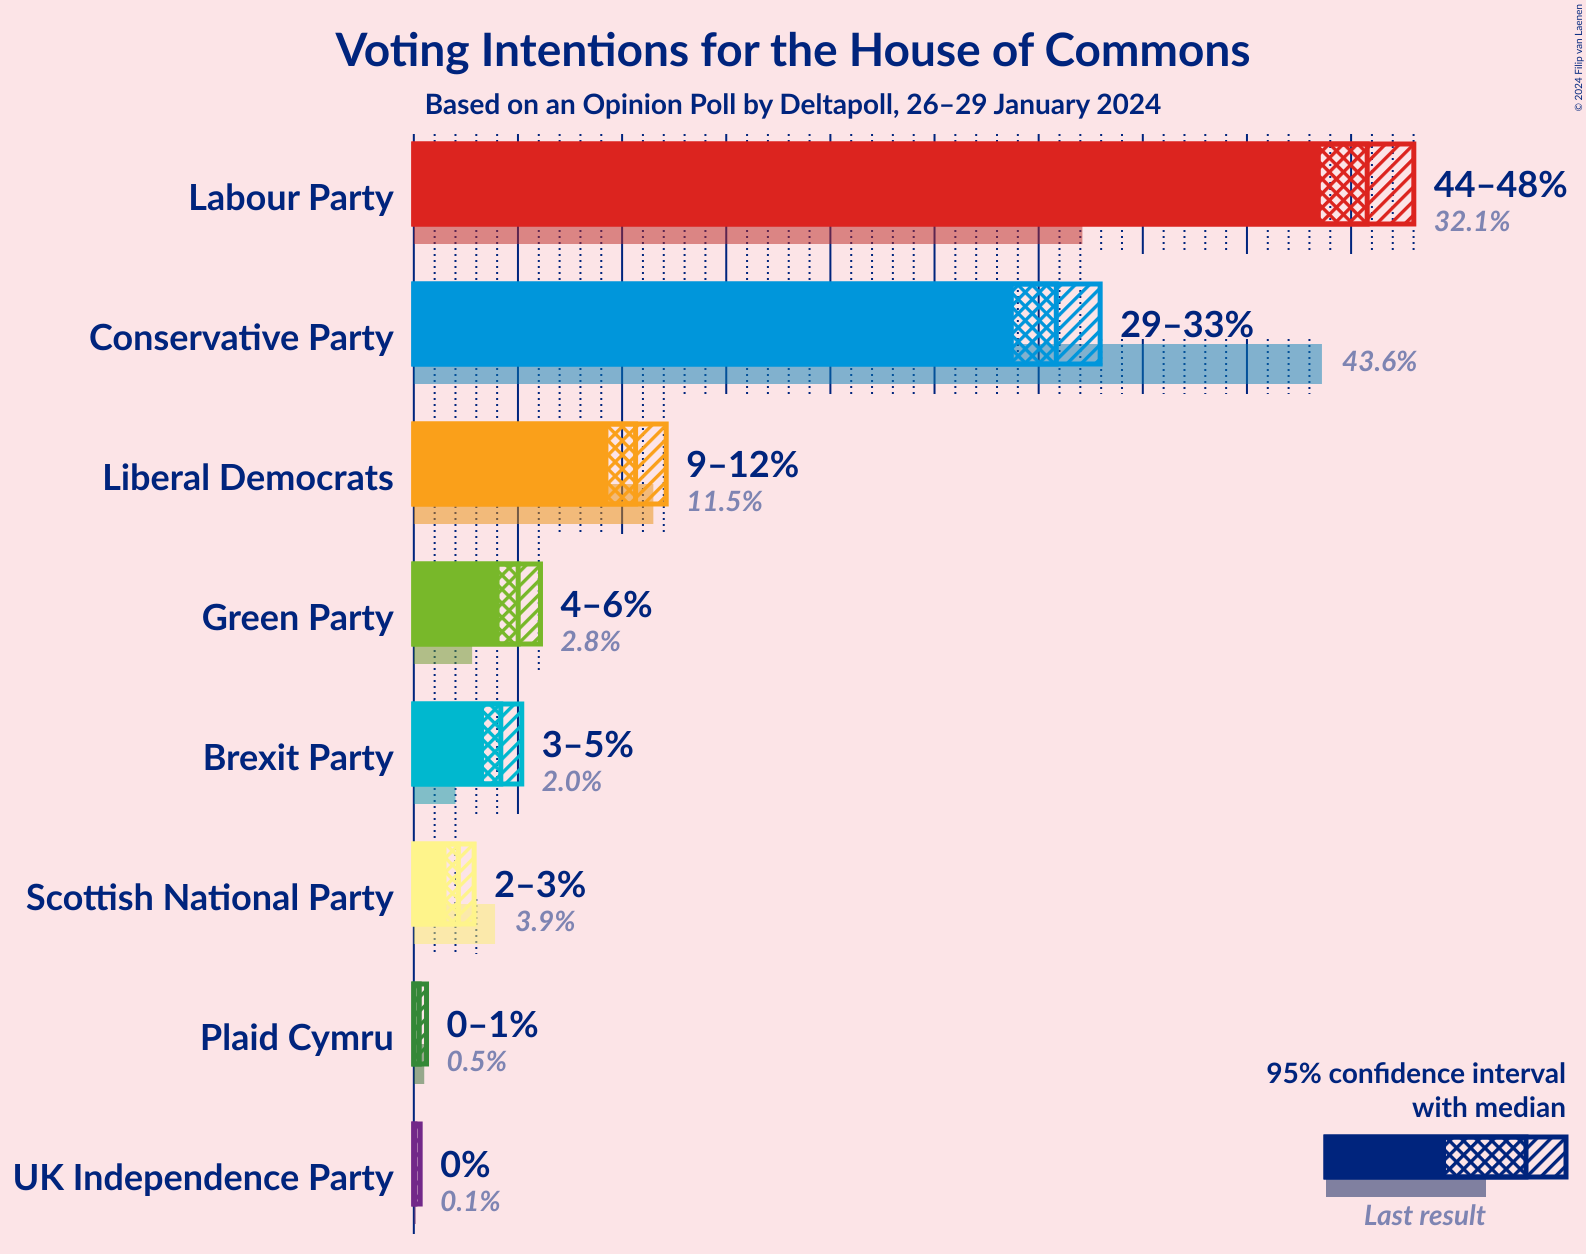 Voting Intentions for the House of Commons
Based on an Opinion Poll by Deltapoll, 26–29 January 2024
© 2024 Filip van Laenen
Labour Party
44–48%
32.1%
Conservative Party
29–33%
43.6%
Liberal Democrats
9–12%
11.5%
Green Party
4–6%
2.8%
Brexit Party
3–5%
2.0%
Scottish National Party
2–3%
3.9%
Plaid Cymru
0–1%
0.5%
UK Independence Party
0%
0.1%
95% confidence interval
with median
Last result